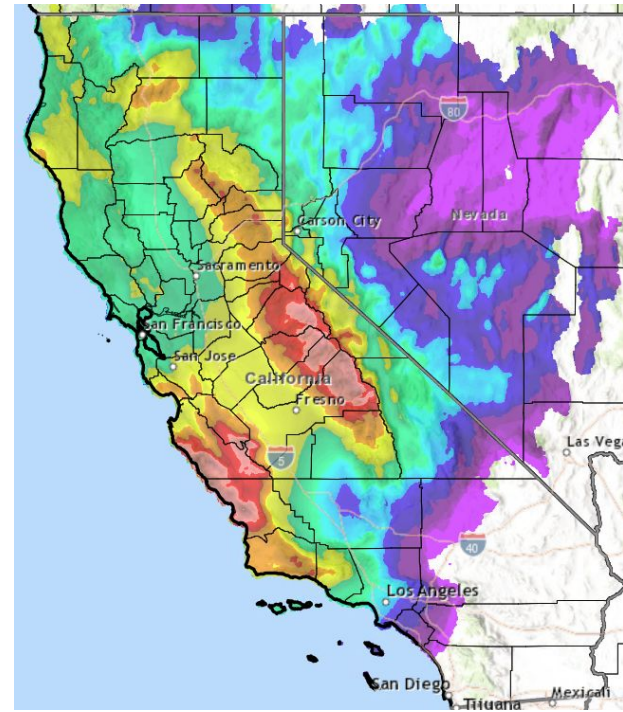 80
Carson City
Nevada
Sacramento
San Francisco
San Jose
California
Fresno
5
Las Vega
40
Los Angeles
San Diego
Mexicali
Tijuana